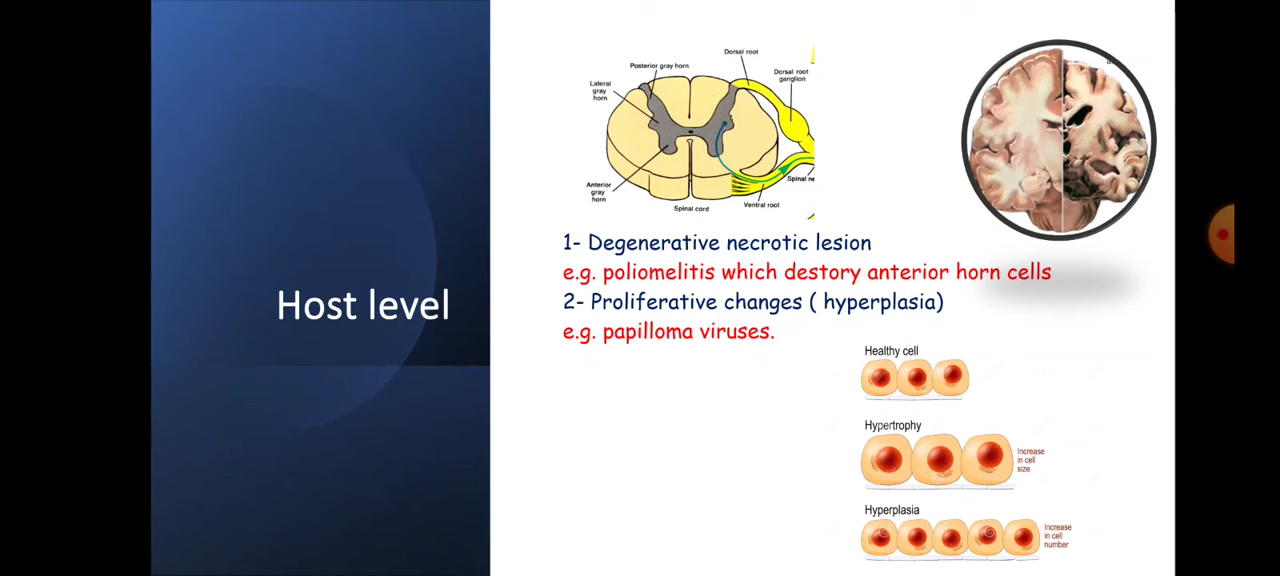 Host level
Dorsal root
Posterior gray horn
Dorsal root
ganglion
Lateral
gray
horn
Anterior
gray
horn
Spinal cord
Ventral root
Spinal ne
1- Degenerative necrotic lesion
e.g. poliomelitis which destory anterior horn cells
2- Proliferative changes ( hyperplasia)
e.g. papilloma viruses.
Healthy cell
Hypertrophy
Increase
in cell
size
Hyperplasia
Increase
in cell
number